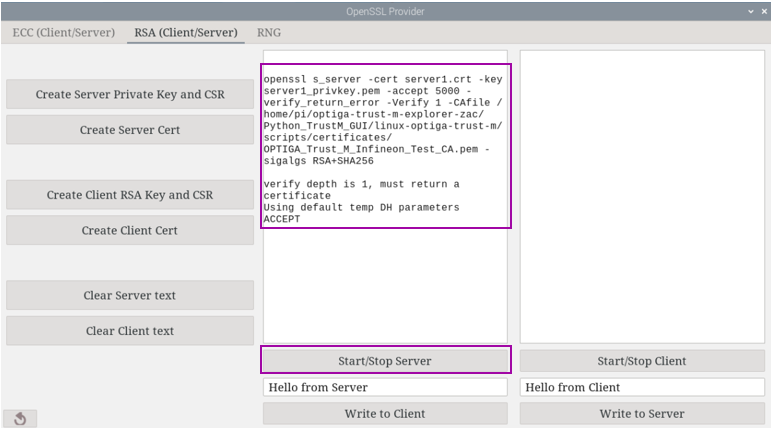 OpenSSL Provider
ECC (Client/Server) RSA (Client/Server) RNG
Create Server Private Key and CSR
Create Server Cert
Create Client RSA Key and CSR
Create Client Cert
Clear Server text
Clear Client text
openssl s_server -cert server1.crt -key
server1_privkey.pem -accept 5000 -
verify_return_error -Verify 1 -CAfile /
home/pi/optiga-trust-m-explorer-zac/
Python_TrustM_GUI/linux-optiga-trust-m/
scripts/certificates/
OPTIGA_Trust_M_Infineon_Test_CA.pem -
sigalgs RSA+SHA256
verify depth is 1, must return a
certificate
Using default temp DH parameters
ACCEPT
Start/Stop Server
Hello from Server
Write to Client
Start/Stop Client
Hello from Client
Write to Server